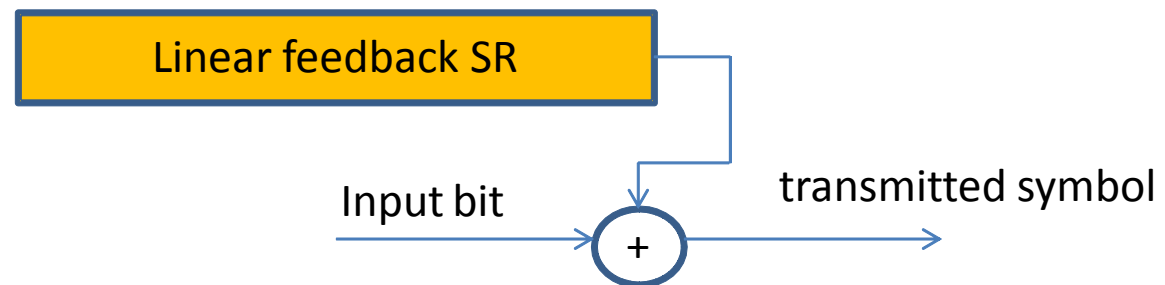 Linear feedback SR
transmitted symbol
Input bit
+